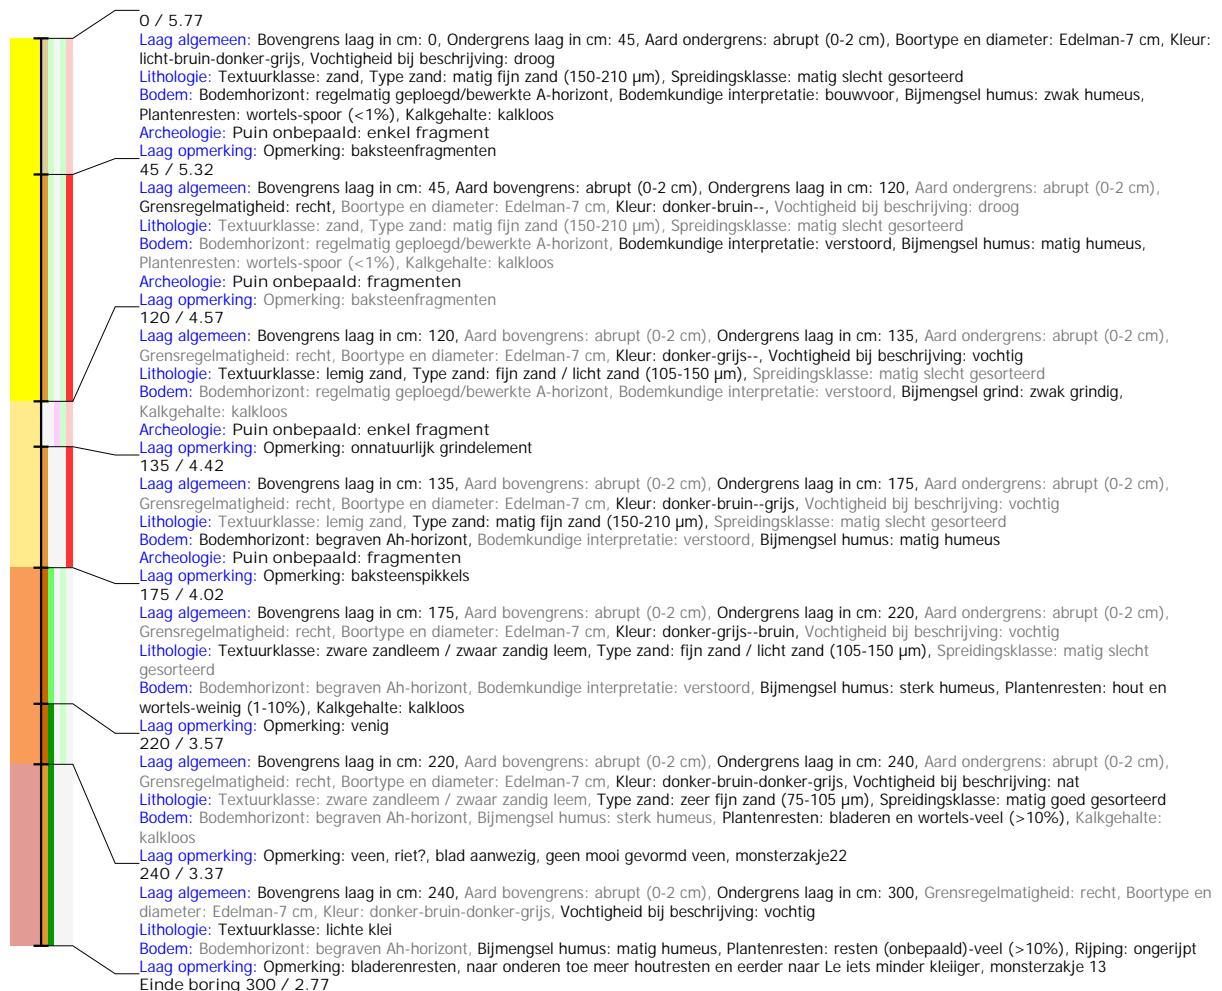 0 / 5.77
Laag algemeen: Bovengrens laag in cm: 0, Ondergrens laag in cm: 45, Aard ondergrens: abrupt (0-2 cm), Boortype en diameter: Edelman-7 cm, Kleur:
licht-bruin-donker-grijs, Vochtigheid bij beschrijving: droog
Lithologie: Textuurklasse: zand, Type zand: matig fijn zand (150-210 µm), Spreidingsklasse: matig slecht gesorteerd
Bodem: Bodemhorizont: regelmatig geploegd/bewerkte A-horizont, Bodemkundige interpretatie: bouwvoor, Bijmengsel humus: zwak humeus,
Plantenresten: wortels-spoor (<1%), Kalkgehalte: kalkloos
Archeologie: Puin onbepaald: enkel fragment
Laag opmerking: Opmerking: baksteenfragmenten
45 / 5.32
Laag algemeen: Bovengrens laag in cm: 45, Aard bovengrens: abrupt (0-2 cm), Ondergrens laag in cm: 120, Aard ondergrens: abrupt (0-2 cm),
Grensregelmatigheid: recht, Boortype en diameter: Edelman-7 cm, Kleur: donker-bruin--, Vochtigheid bij beschrijving: droog
Lithologie: Textuurklasse: zand, Type zand: matig fijn zand (150-210 µm), Spreidingsklasse: matig slecht gesorteerd
Bodem: Bodemhorizont: regelmatig geploegd/bewerkte A-horizont, Bodemkundige interpretatie: verstoord, Bijmengsel humus: matig humeus,
Plantenresten: wortels-spoor (<1%), Kalkgehalte: kalkloos
Archeologie: Puin onbepaald: fragmenten
Laag opmerking: Opmerking: baksteenfragmenten
120 / 4.57
Laag algemeen: Bovengrens laag in cm: 120, Aard bovengrens: abrupt (0-2 cm), Ondergrens laag in cm: 135, Aard ondergrens: abrupt (0-2 cm),
Grensregelmatigheid: recht, Boortype en diameter: Edelman-7 cm, Kleur: donker-grijs--, Vochtigheid bij beschrijving: vochtig
Lithologie: Textuurklasse: lemig zand, Type zand: fijn zand / licht zand (105-150 µm), Spreidingsklasse: matig slecht gesorteerd
Bodem: Bodemhorizont: regelmatig geploegd/bewerkte A-horizont, Bodemkundige interpretatie: verstoord, Bijmengsel grind: zwak grindig,
Kalkgehalte: kalkloos
Archeologie: Puin onbepaald: enkel fragment
Laag opmerking: Opmerking: onnatuurlijk grindelement
135 / 4.42
Laag algemeen: Bovengrens laag in cm: 135, Aard bovengrens: abrupt (0-2 cm), Ondergrens laag in cm: 175, Aard ondergrens: abrupt (0-2 cm),
Grensregelmatigheid: recht, Boortype en diameter: Edelman-7 cm, Kleur: donker-bruin--grijs, Vochtigheid bij beschrijving: vochtig
Lithologie: Textuurklasse: lemig zand, Type zand: matig fijn zand (150-210 µm), Spreidingsklasse: matig slecht gesorteerd
Bodem: Bodemhorizont: begraven Ah-horizont, Bodemkundige interpretatie: verstoord, Bijmengsel humus: matig humeus
Archeologie: Puin onbepaald: fragmenten
Laag opmerking: Opmerking: baksteenspikkels
175 / 4.02
Laag algemeen: Bovengrens laag in cm: 175, Aard bovengrens: abrupt (0-2 cm), Ondergrens laag in cm: 220, Aard ondergrens: abrupt (0-2 cm),
Grensregelmatigheid: recht, Boortype en diameter: Edelman-7 cm, Kleur: donker-grijs--bruin, Vochtigheid bij beschrijving: vochtig
Lithologie: Textuurklasse: zware zandleem / zwaar zandig leem, Type zand: fijn zand / licht zand (105-150 µm), Spreidingsklasse: matig slecht
gesorteerd
Bodem: Bodemhorizont: begraven Ah-horizont, Bodemkundige interpretatie: verstoord, Bijmengsel humus: sterk humeus, Plantenresten: hout en
wortels-weinig (1-10%), Kalkgehalte: kalkloos
Laag opmerking: Opmerking: venig
220 / 3.57
Laag algemeen: Bovengrens laag in cm: 220, Aard bovengrens: abrupt (0-2 cm), Ondergrens laag in cm: 240, Aard ondergrens: abrupt (0-2 cm),
Grensregelmatigheid: recht, Boortype en diameter: Edelman-7 cm, Kleur: donker-bruin-donker-grijs, Vochtigheid bij beschrijving: nat
Lithologie: Textuurklasse: zware zandleem / zwaar zandig leem, Type zand: zeer fijn zand (75-105 µm), Spreidingsklasse: matig goed gesorteerd
Bodem: Bodemhorizont: begraven Ah-horizont, Bijmengsel humus: sterk humeus, Plantenresten: bladeren en wortels-veel (>10%), Kalkgehalte:
kalkloos
Laag opmerking: Opmerking: veen, riet?, blad aanwezig, geen mooi gevormd veen, monsterzakje22
240 / 3.37
Laag algemeen: Bovengrens laag in cm: 240, Aard bovengrens: abrupt (0-2 cm), Ondergrens laag in cm: 300, Grensregelmatigheid: recht, Boortype en
diameter: Edelman-7 cm, Kleur: donker-bruin-donker-grijs, Vochtigheid bij beschrijving: vochtig
Lithologie: Textuurklasse: lichte klei
Bodem: Bodemhorizont: begraven Ah-horizont, Bijmengsel humus: matig humeus, Plantenresten: resten (onbepaald)-veel (>10%), Rijping: ongerijpt
Laag opmerking: Opmerking: bladerenresten, naar onderen toe meer houtresten en eerder naar Le iets minder kleiiger, monsterzakje 13
Einde boring 300 / 2.77